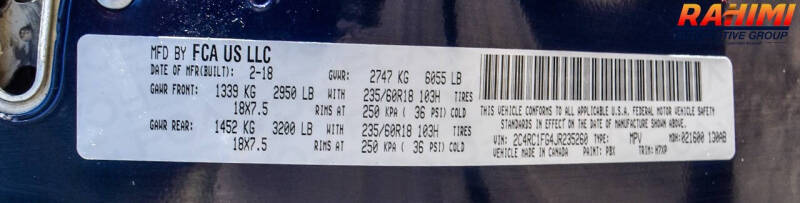 RAHIMI
TIVE GROUP
MFD BY FCA US LLC
DATE OF MFR(BUILT): 2-18 GVWR: 2747 KG 6055 LB
GAWR FRONT: 1339 KG 2950 LB 235/60R18 103H TIRES
18X7.5 RIMS AT 250 KPA ( 36 PSI) COLD
GAWR REAR: 1452 KG 3200 LB 235/60R18 103H TIRES
18X7.5 RIMS AT 250 KPA ( 36 PSI) COLD
THIS VEHICLE CONFORMS TO ALL APPLICABLE U.S.A. FEDERAL MOTOR VEHICLE SAFETY
STANDARDS IN EFFECT ON THE DATE OF MANUFACTURE SHOWN ABOVE.
VIN: 2C4RC1FG4JR235260 TYPE: MPV MDH: 021600 130AB
VEHICLE MADE IN CANADA PAINT: PBX TRIM: H7XP